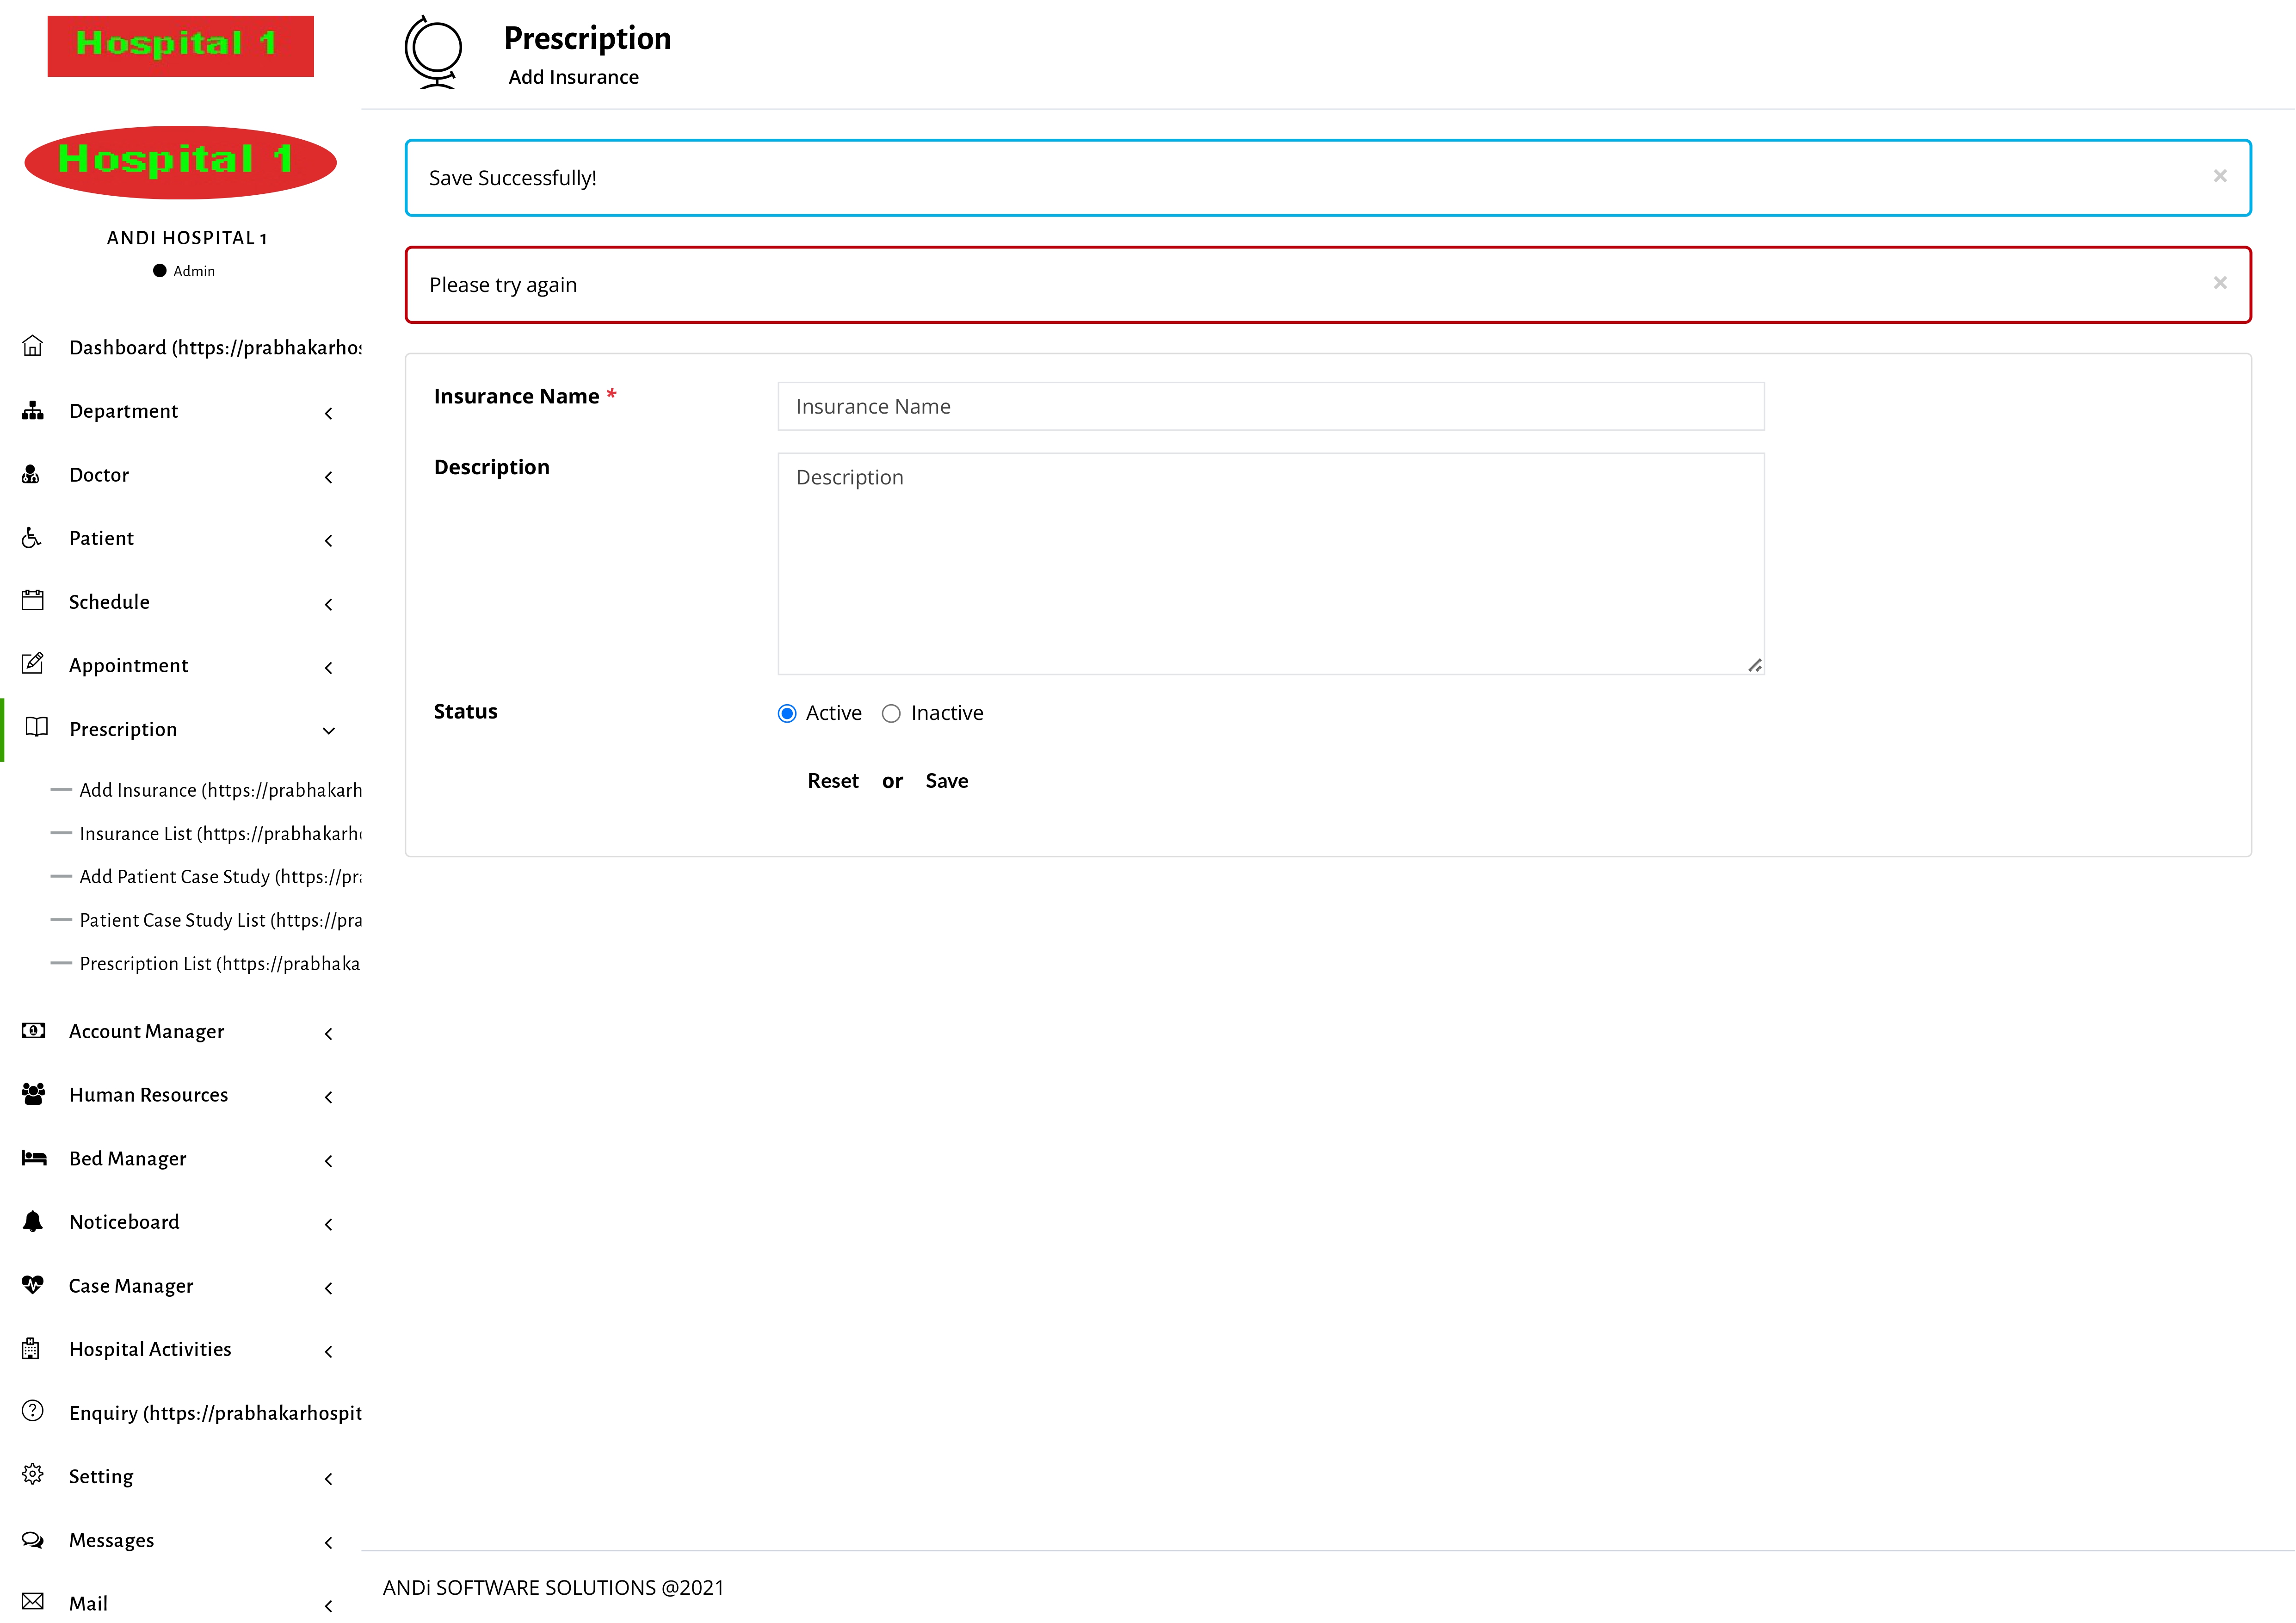 Hospital 1
Hospital 1
ANDI HOSPITAL 1
Admin
Dashboard (https://prabhakarhos
Department
Doctor
Patient
Schedule
Appointment
Prescription
Add Insurance (https://prabhakarh
Insurance List (https://prabhakarh
Add Patient Case Study (https://pra
Patient Case Study List (https://pra
Prescription List (https://prabhaka
Account Manager
Human Resources
Bed Manager
Noticeboard
Case Manager
Hospital Activities
Enquiry (https://prabhakarhospit
Setting
Messages
Mail
Prescription
Add Insurance
Save Successfully!
×
Please try again
×
Insurance Name *
Insurance Name
Description
Description
Status
Active Inactive
Reset or Save
ANDi SOFTWARE SOLUTIONS @2021